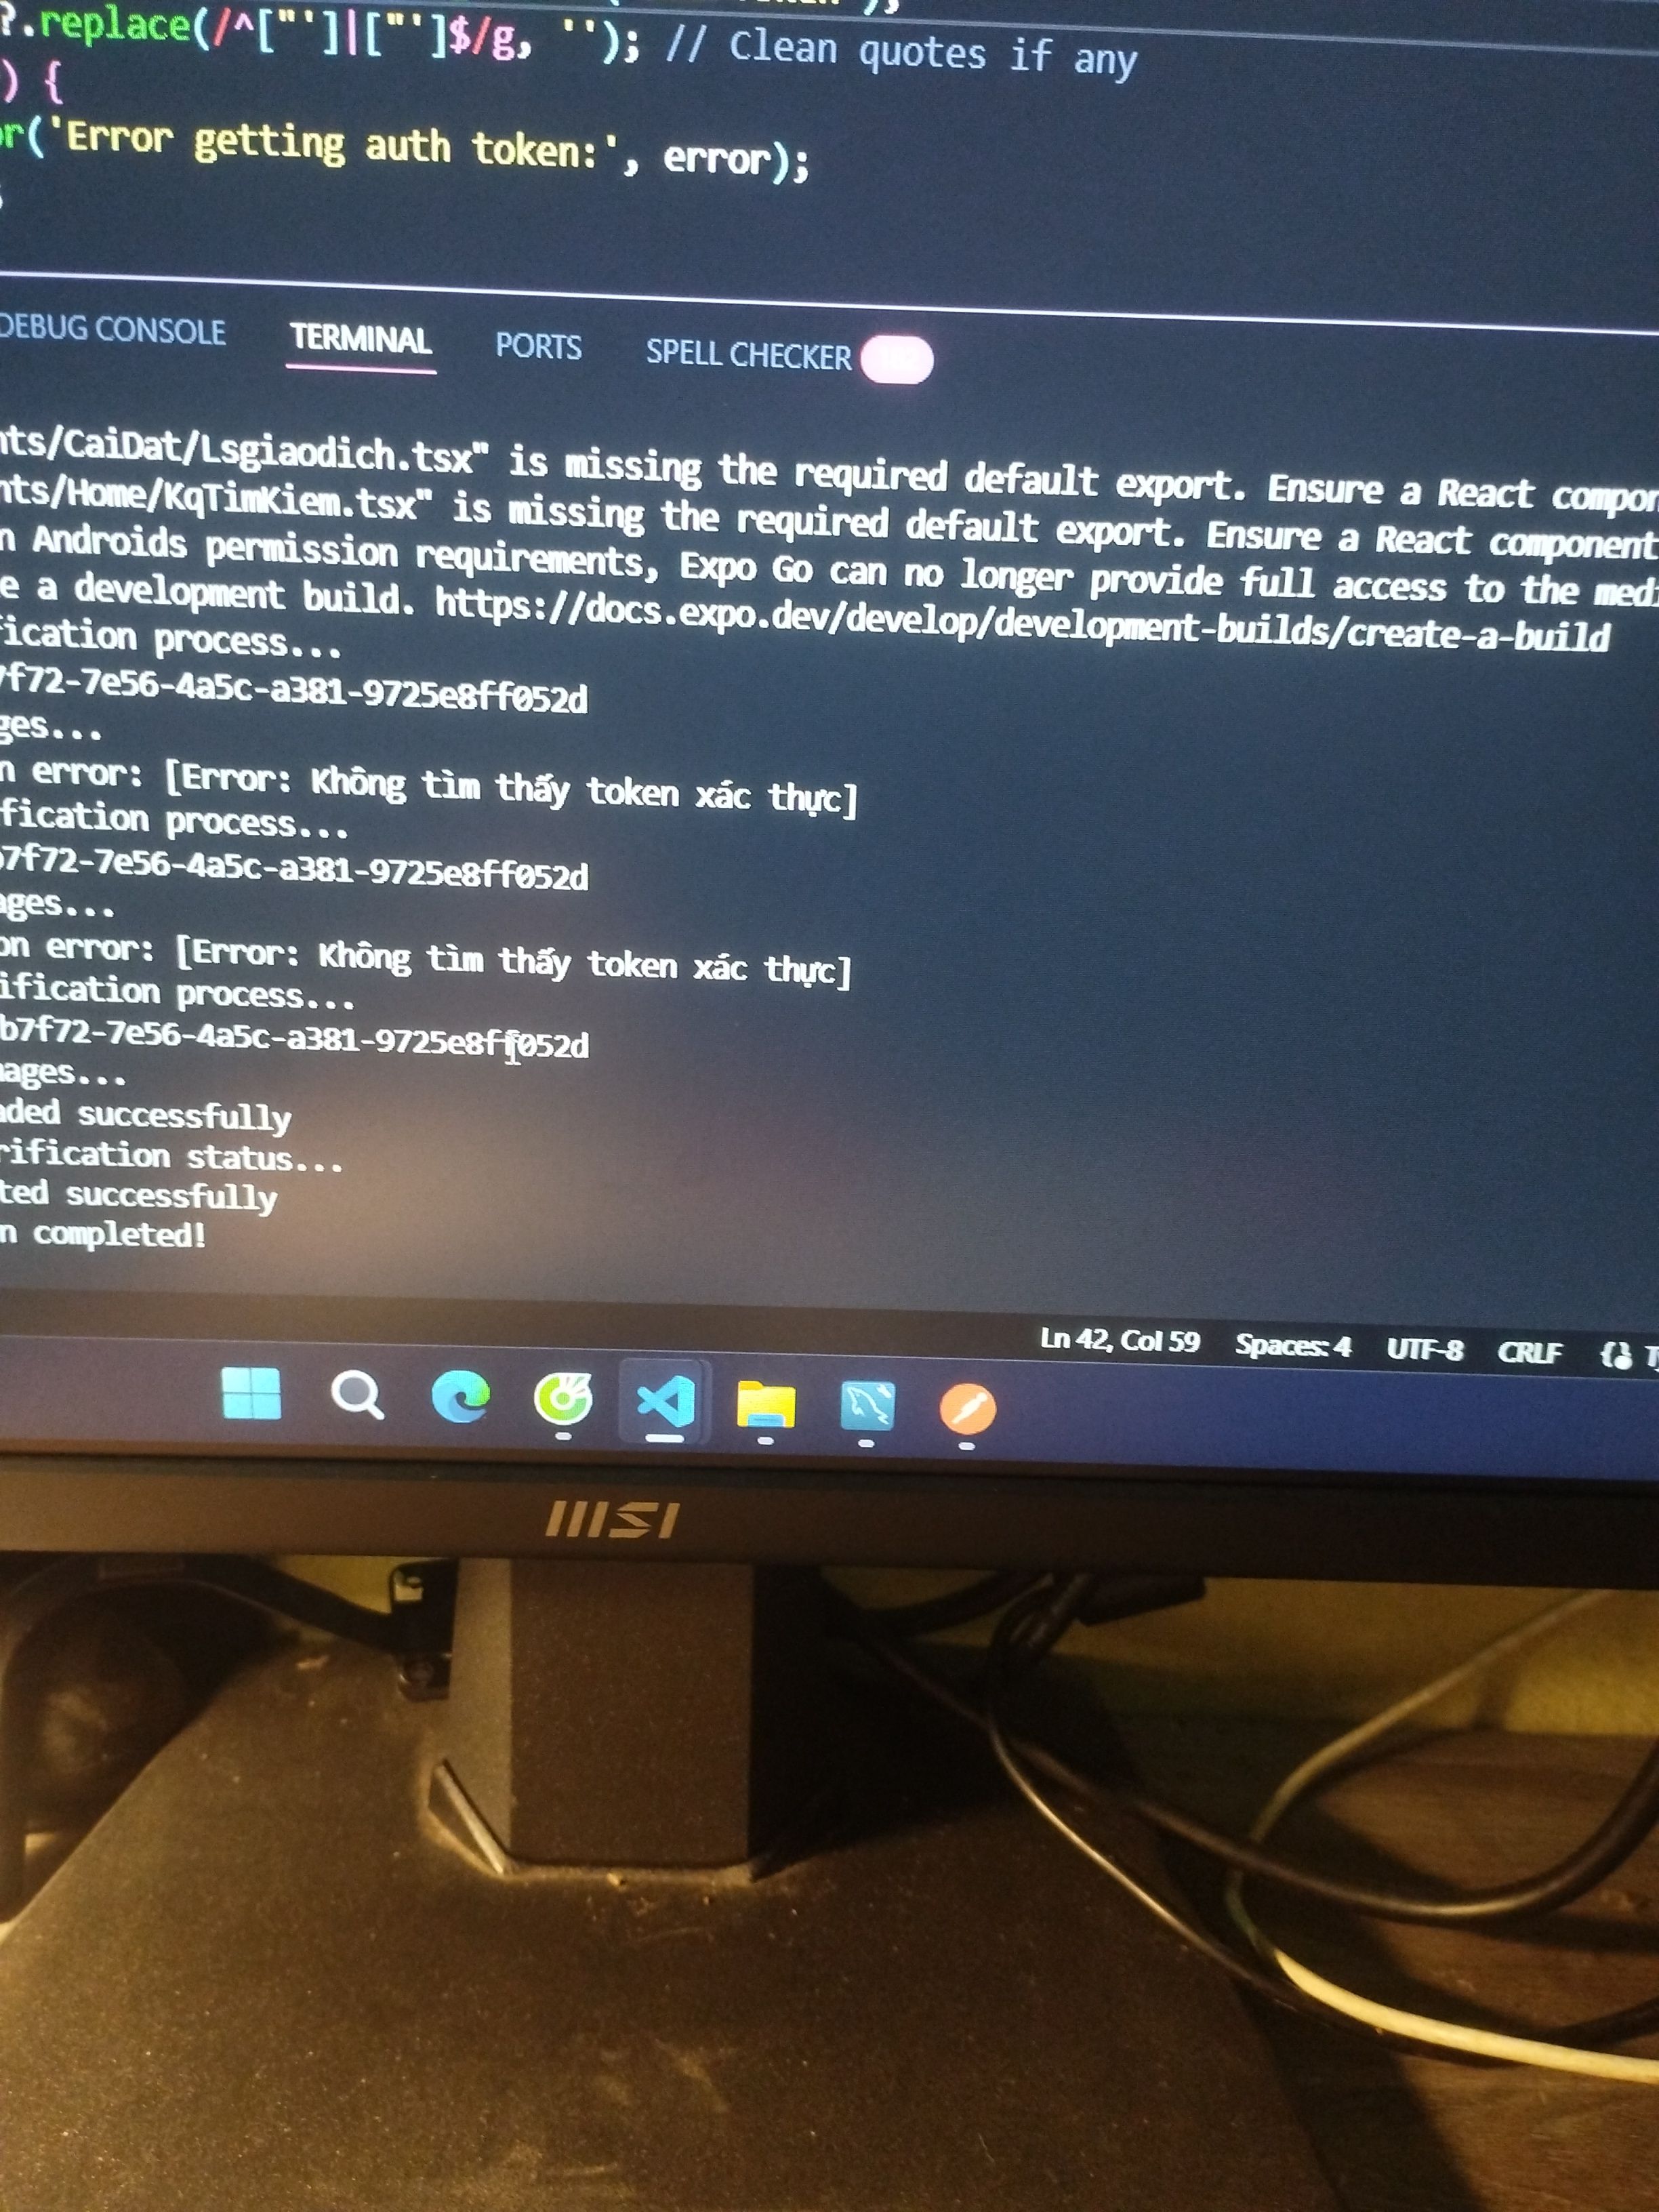 ?.replace(/^["']|["']$/g, ''); // Clean quotes if any
) {
or('Error getting auth token:', error);
DEBUG CONSOLE TERMINAL PORTS SPELL CHECKER
nts/CaiDat/Lsgiaodich.tsx" is missing the required default export. Ensure a React compon
nts/Home/KqTimKiem.tsx" is missing the required default export. Ensure a React component
n Androids permission requirements, Expo Go can no longer provide full access to the medi
e a development build. https://docs.expo.dev/develop/development-builds/create-a-build
fication process...
7f72-7e56-4a5c-a381-9725e8ff052d
ges...
n error: [Error: Không tìm thấy token xác thực]
fication process...
b7f72-7e56-4a5c-a381-9725e8ff052d
ages...
on error: [Error: Không tìm thấy token xác thực]
ification process...
b7f72-7e56-4a5c-a381-9725e8ff052d
mages...
aded successfully
rification status...
ted successfully
n completed!
Ln 42, Col 59 Spaces: 4 UTF-8 CRLF {}
msi